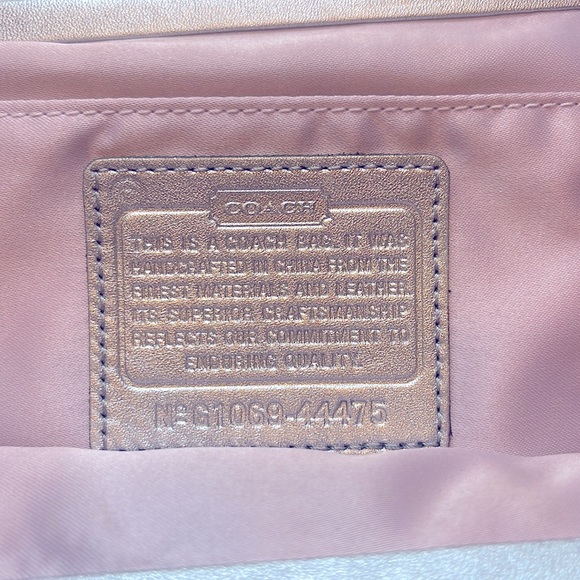 COACH
THIS IS A COACH BAG. IT WAS
HANDCRAFTED IN CHINA FROM THE
FINEST MATERIALS AND LEATHER.
ITS SUPERIOR CRAFTSMANSHIP
REFLECTS OUR COMMITMENT TO
ENDURING QUALITY.
Nº G1069-44475